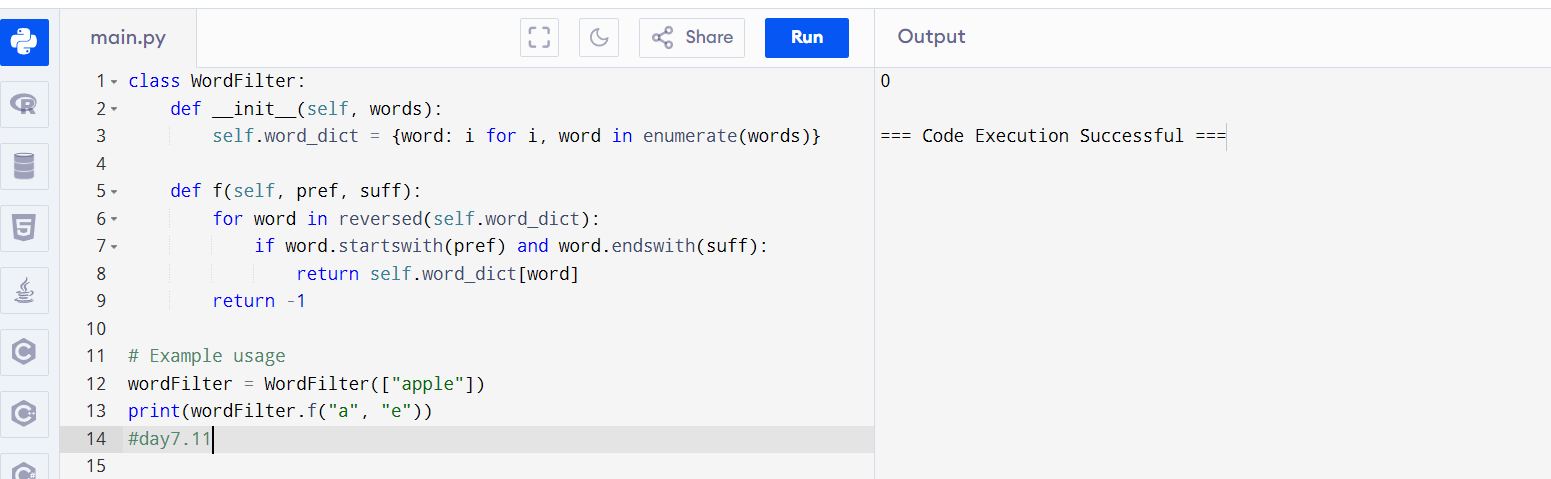 main.py
Share
Run
Output
1 class WordFilter:
2     def __init__(self, words):
3         self.word_dict = {word: i for i, word in enumerate(words)}
4
5     def f(self, pref, suff):
6         for word in reversed(self.word_dict):
7             if word.startswith(pref) and word.endswith(suff):
8                 return self.word_dict[word]
9         return -1
10
11 # Example usage
12 wordFilter = WordFilter(["apple"])
13 print(wordFilter.f("a", "e"))
14 #day7.11
15
0
=== Code Execution Successful ===